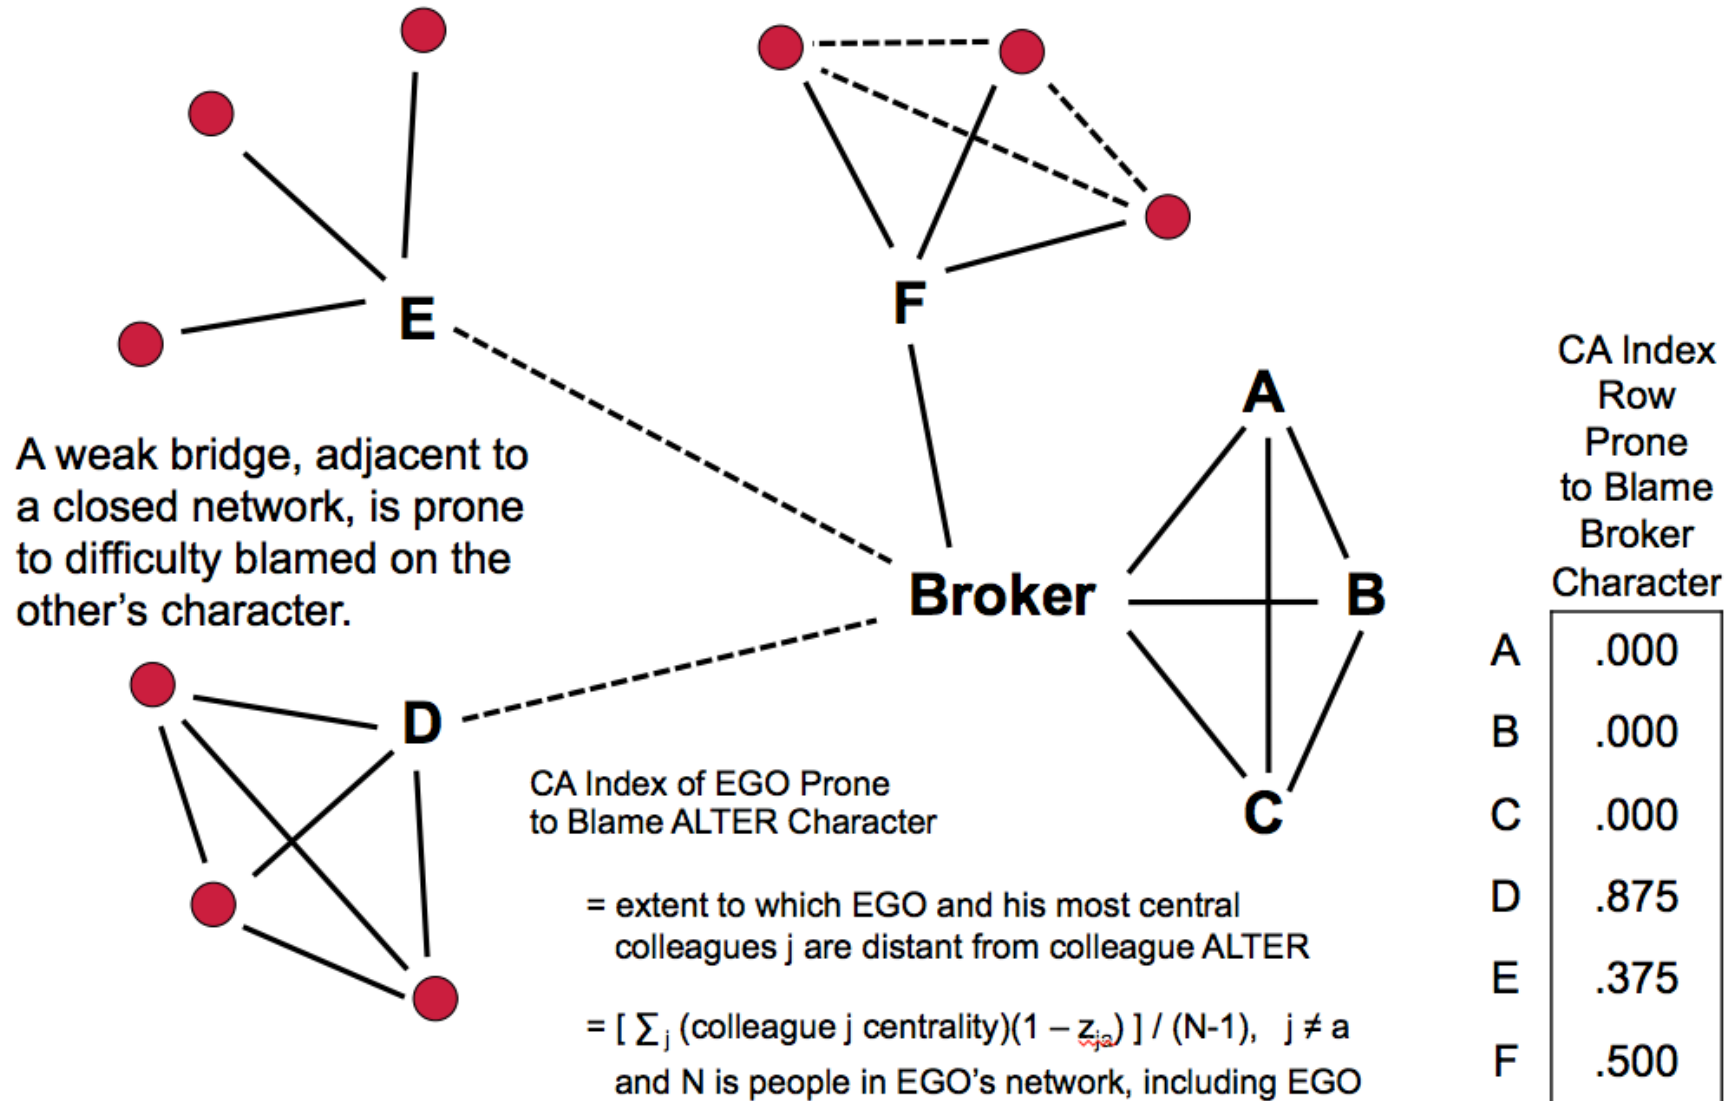 E
F
A weak bridge, adjacent to
a closed network, is prone
to difficulty blamed on the
other's character.
A
Broker
B
D
C
CA Index of EGO Prone
to Blame ALTER Character
= extent to which EGO and his most central
colleagues j are distant from colleague ALTER
= [ ∑j (colleague j centrality)(1 – zja) ] / (N-1), j ≠ a
and N is people in EGO's network, including EGO
CA Index
Row
Prone
to Blame
Broker
Character
A .000
B .000
C .000
D .875
E .375
F .500